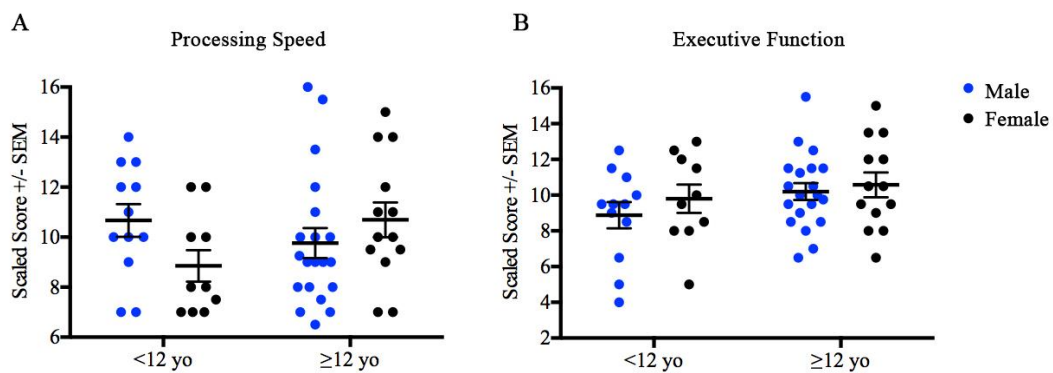 A
Processing Speed
Scaled Score +/- SEM
16
14
12
10
8
6
<12 yo
≥12 yo
B
Executive Function
Scaled Score +/- SEM
16
14
12
10
8
6
4
2
<12 yo
≥12 yo
Male
Female